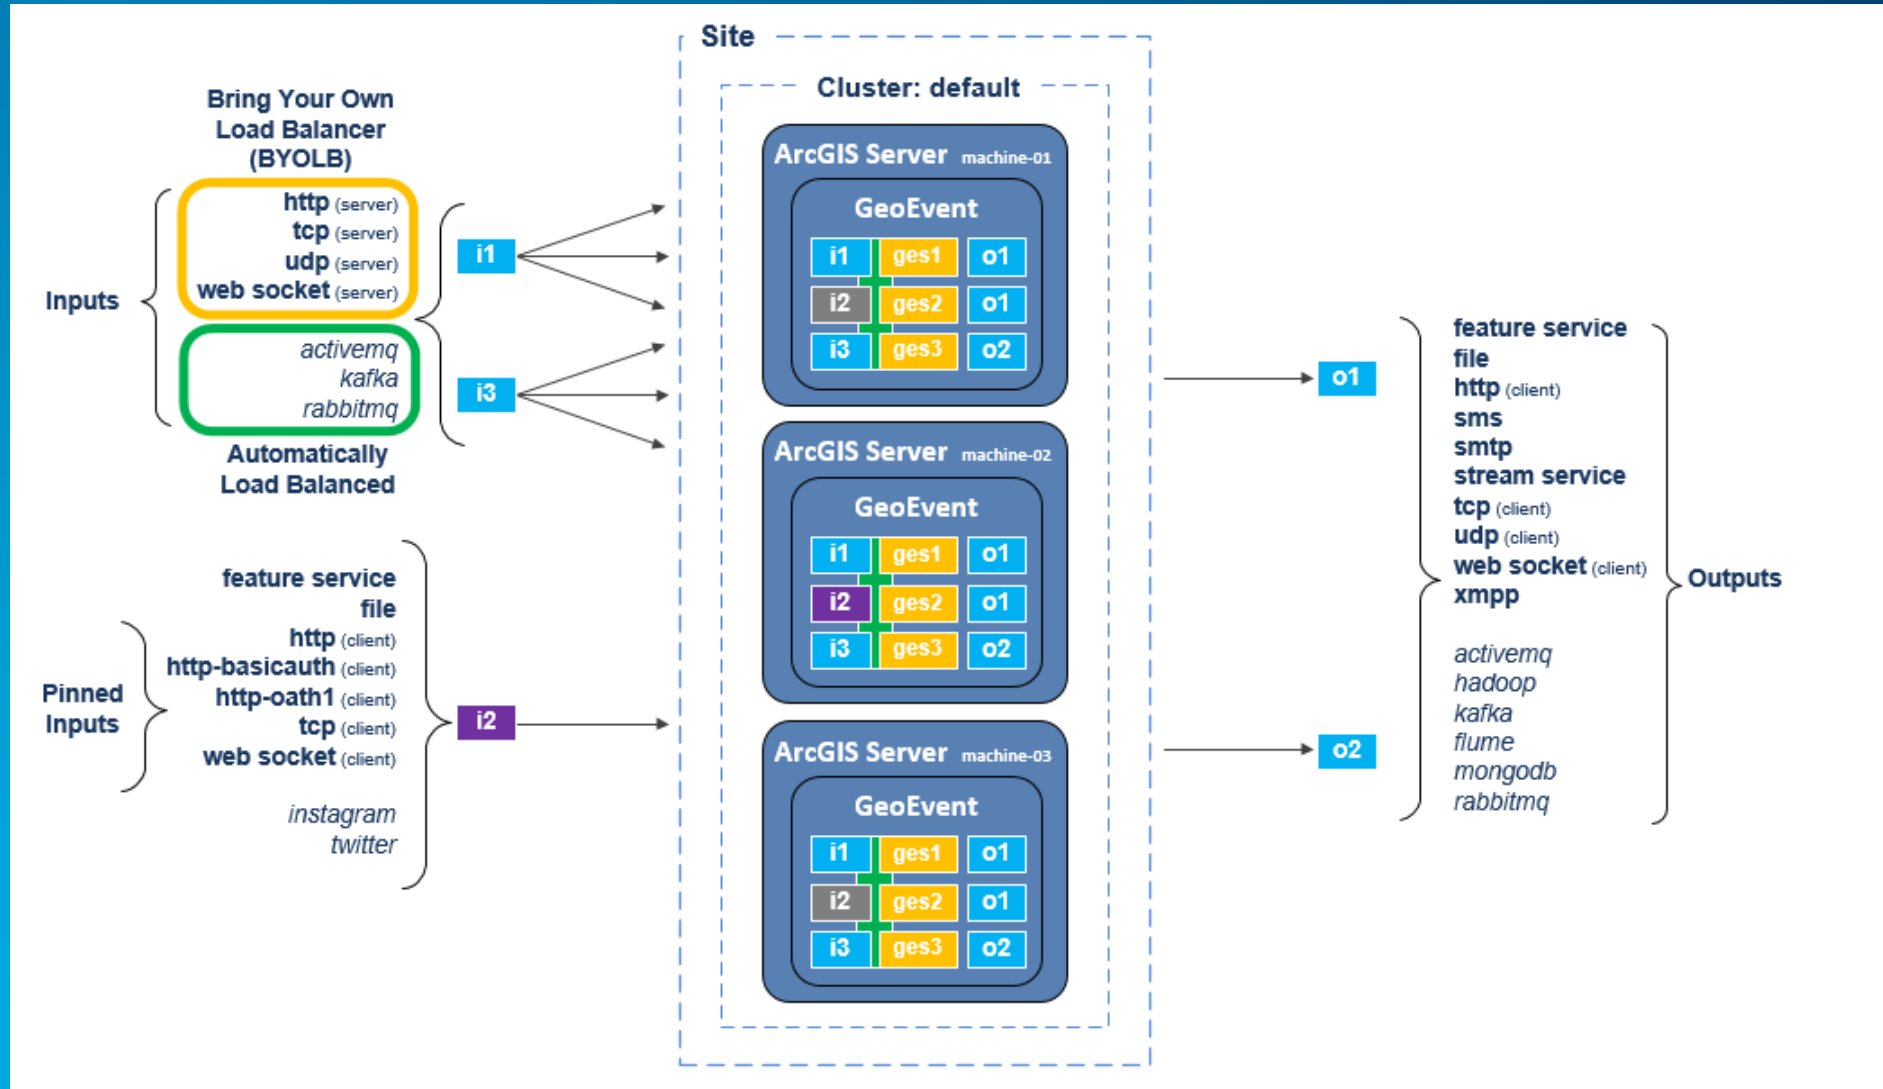 Site
Cluster: default
Bring Your Own
Load Balancer
(BYOLB)
Inputs
http (server)
tcp (server)
udp (server)
web socket (server)
activemq
kafka
rabbitmq
Automatically
Load Balanced
i1
i3
Pinned
Inputs
feature service
file
http (client)
http-basicauth (client)
http-oath1 (client)
tcp (client)
web socket (client)
instagram
twitter
i2
ArcGIS Server machine-01
GeoEvent
i1 ges1 o1
i2 ges2 o1
i3 ges3 o2
ArcGIS Server machine-02
GeoEvent
i1 ges1 o1
i2 ges2 o1
i3 ges3 o2
ArcGIS Server machine-03
GeoEvent
i1 ges1 o1
i2 ges2 o1
i3 ges3 o2
o1
o2
feature service
file
http (client)
sms
smtp
stream service
tcp (client)
udp (client)
web socket (client)
xmpp
activemq
hadoop
kafka
flume
mongodb
rabbitmq
Outputs